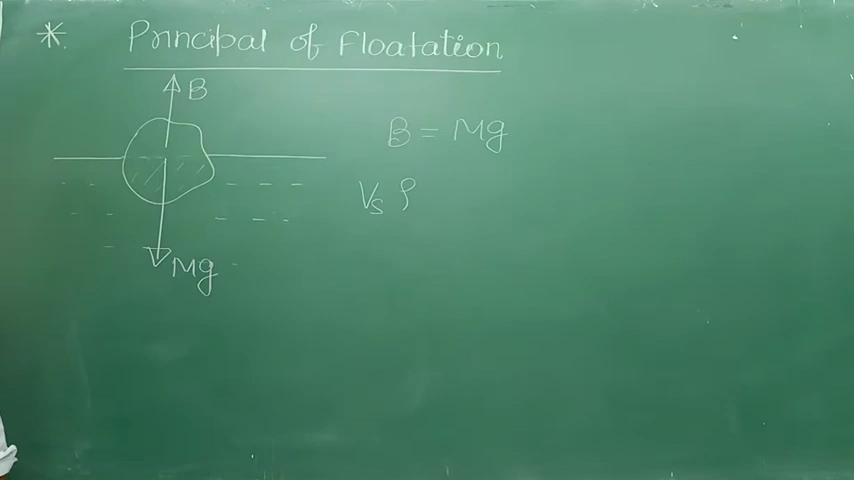 * Principal of Floatation
B
B = Mg
Vs ρ
Mg